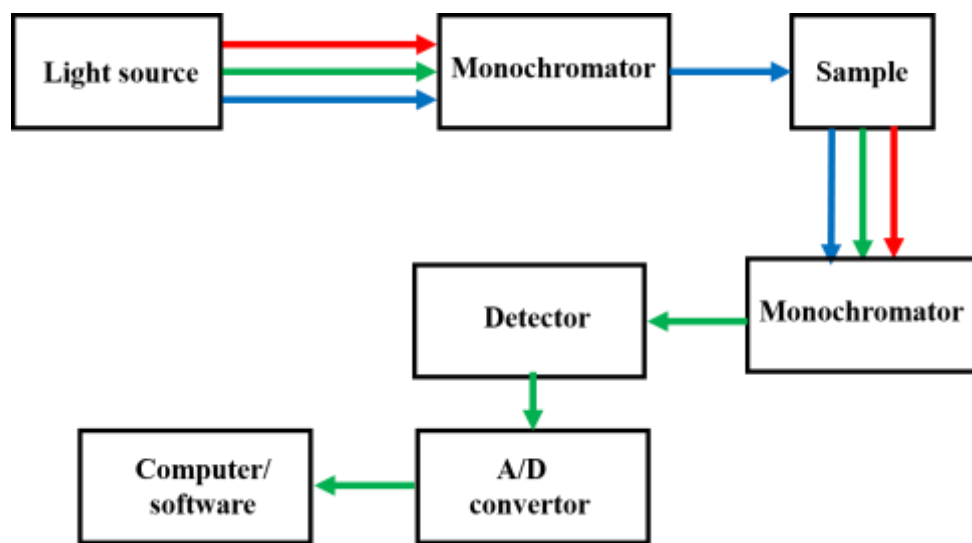 Light source
Monochromator
Sample
Monochromator
Detector
A/D
convertor
Computer/
software